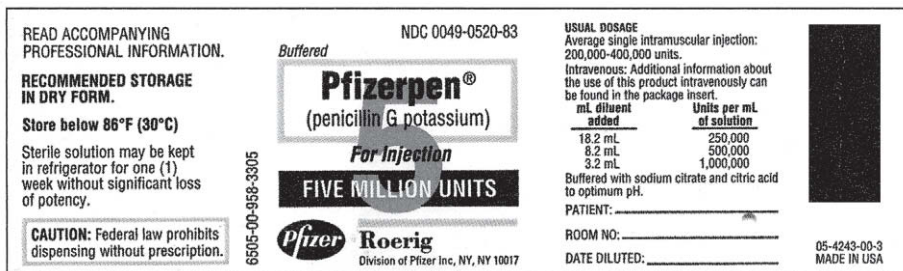 READ ACCOMPANYING
PROFESSIONAL INFORMATION.
RECOMMENDED STORAGE
IN DRY FORM.
Store below 86°F (30°C)
Sterile solution may be kept
in refrigerator for one (1)
week without significant loss
of potency.
CAUTION: Federal law prohibits
dispensing without prescription.
6505-00-958-3305
NDC 0049-0520-83
Buffered
Pfizerpen®
(penicillin G potassium)
5
For Injection
FIVE MILLION UNITS
Pfizer
Roerig
Division of Pfizer Inc, NY, NY 10017
USUAL DOSAGE
Average single intramuscular injection:
200,000-400,000 units.
Intravenous: Additional information about
the use of this product intravenously can
be found in the package insert.
mL diluent added Units per mL of solution
18.2 mL 250,000
8.2 mL 500,000
3.2 mL 1,000,000
Buffered with sodium citrate and citric acid
to optimum pH.
PATIENT:
ROOM NO:
DATE DILUTED:
05-4243-00-3
MADE IN USA